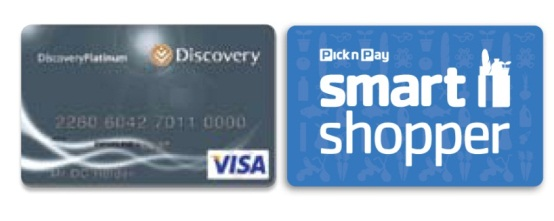 DiscoveryPlatinum
Discovery
2260 6042 7011 0000
VISA
Pick n Pay
smart
shopper